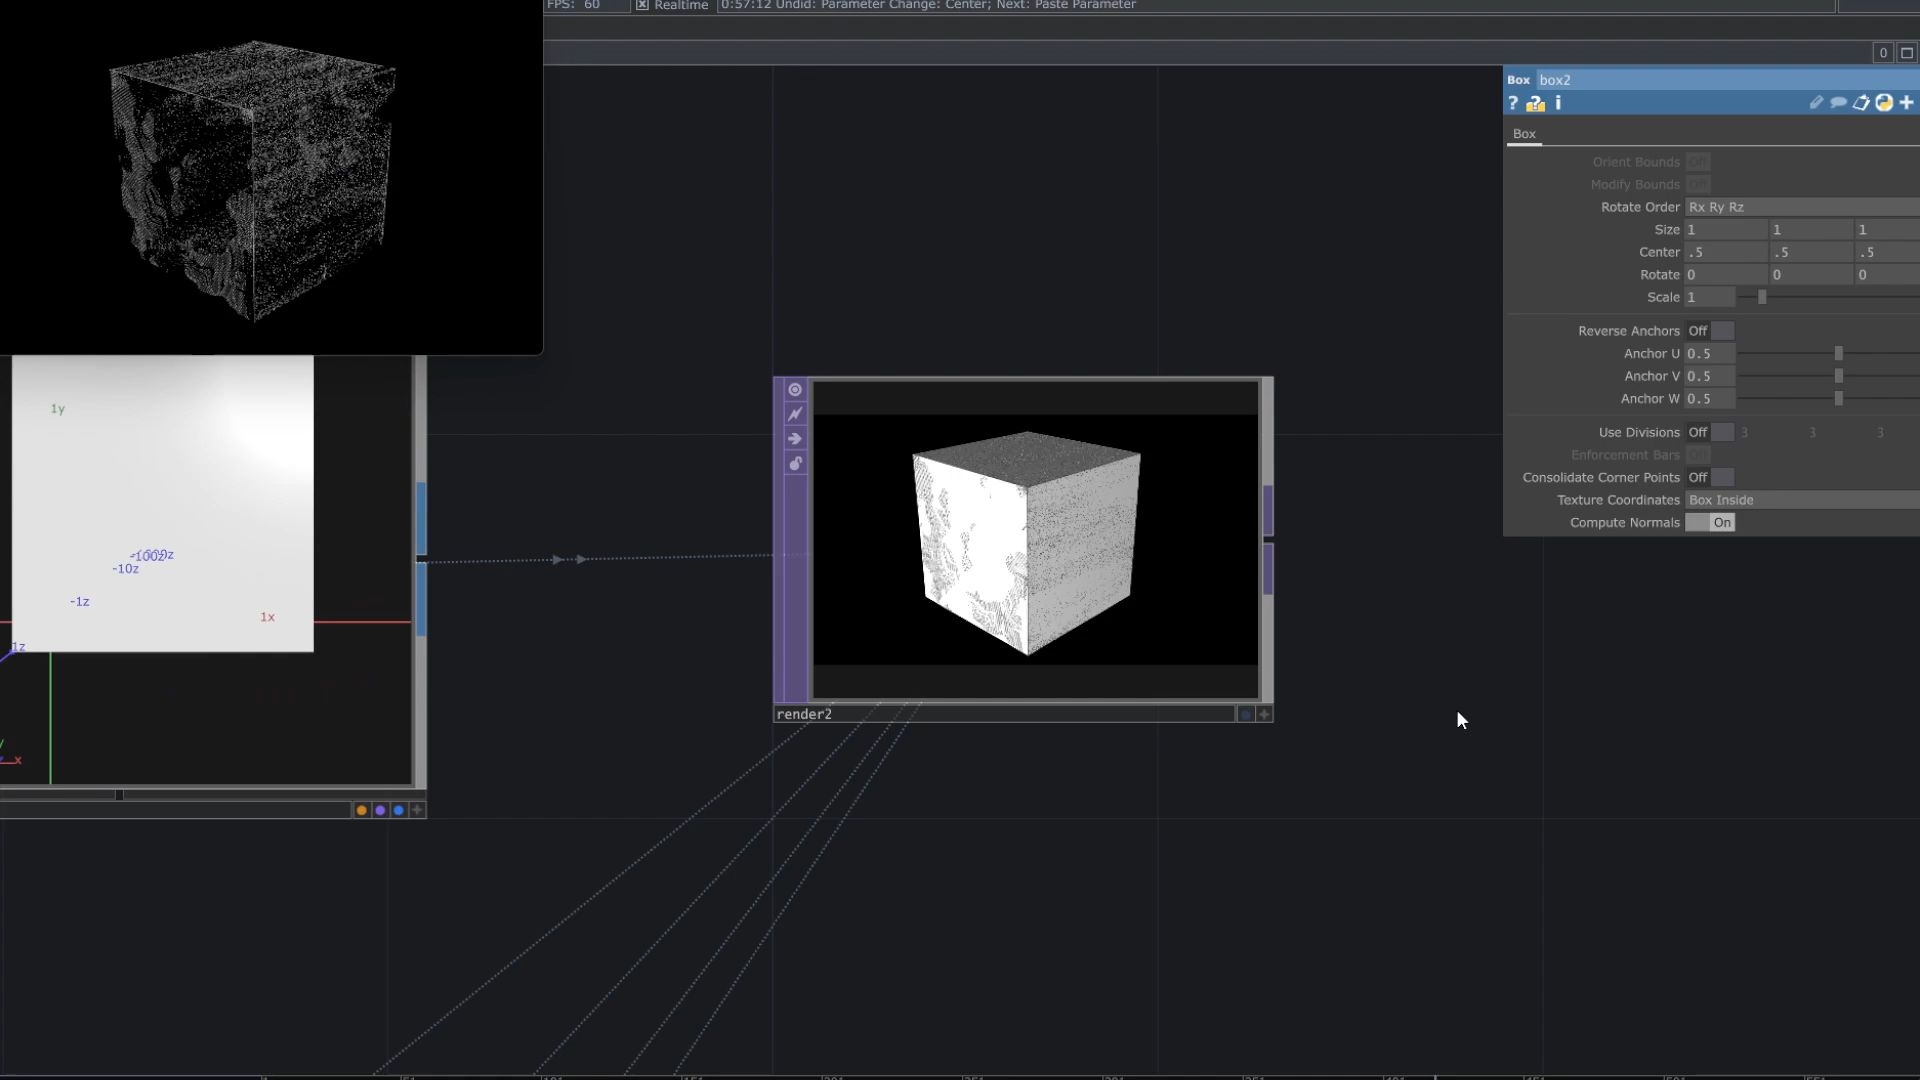 FPS: 60 Realtime 0:57:12 Undid: Parameter Change: Center; Next: Paste Parameter
0
Box box2
? ? i
Box
Orient Bounds Off
Modify Bounds Off
Rotate Order Rx Ry Rz
Size 1 1 1
Center .5 .5 .5
Rotate 0 0 0
Scale 1
Reverse Anchors Off
Anchor U 0.5
Anchor V 0.5
Anchor W 0.5
Use Divisions Off 3 3 3
Enforcement Bars Off
Consolidate Corner Points Off
Texture Coordinates Box Inside
Compute Normals On
1y
-10z
-1z
1x
1z
y
x
render2